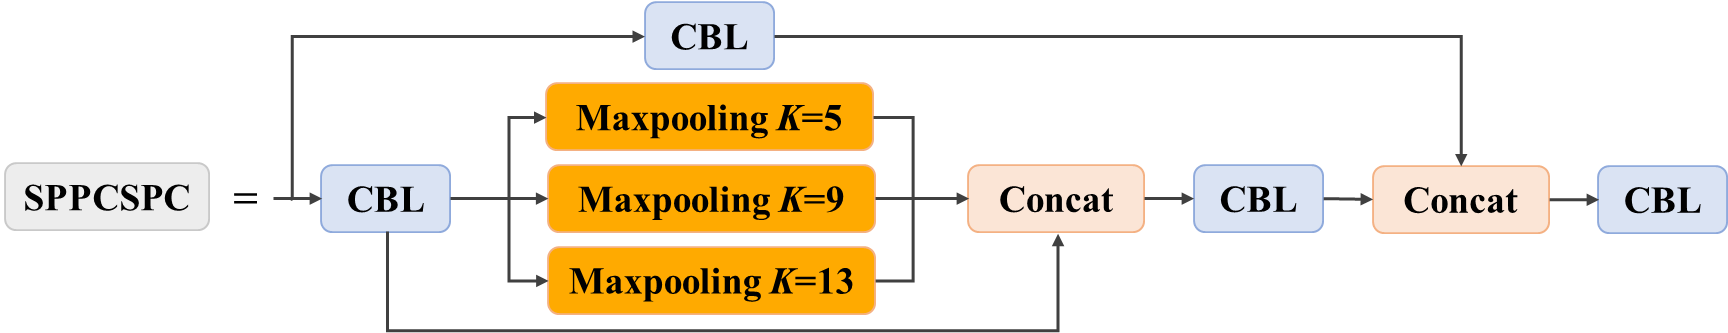 CBL
Maxpooling K=5
SPPCSPC = CBL Maxpooling K=9 Concat CBL Concat CBL
Maxpooling K=13